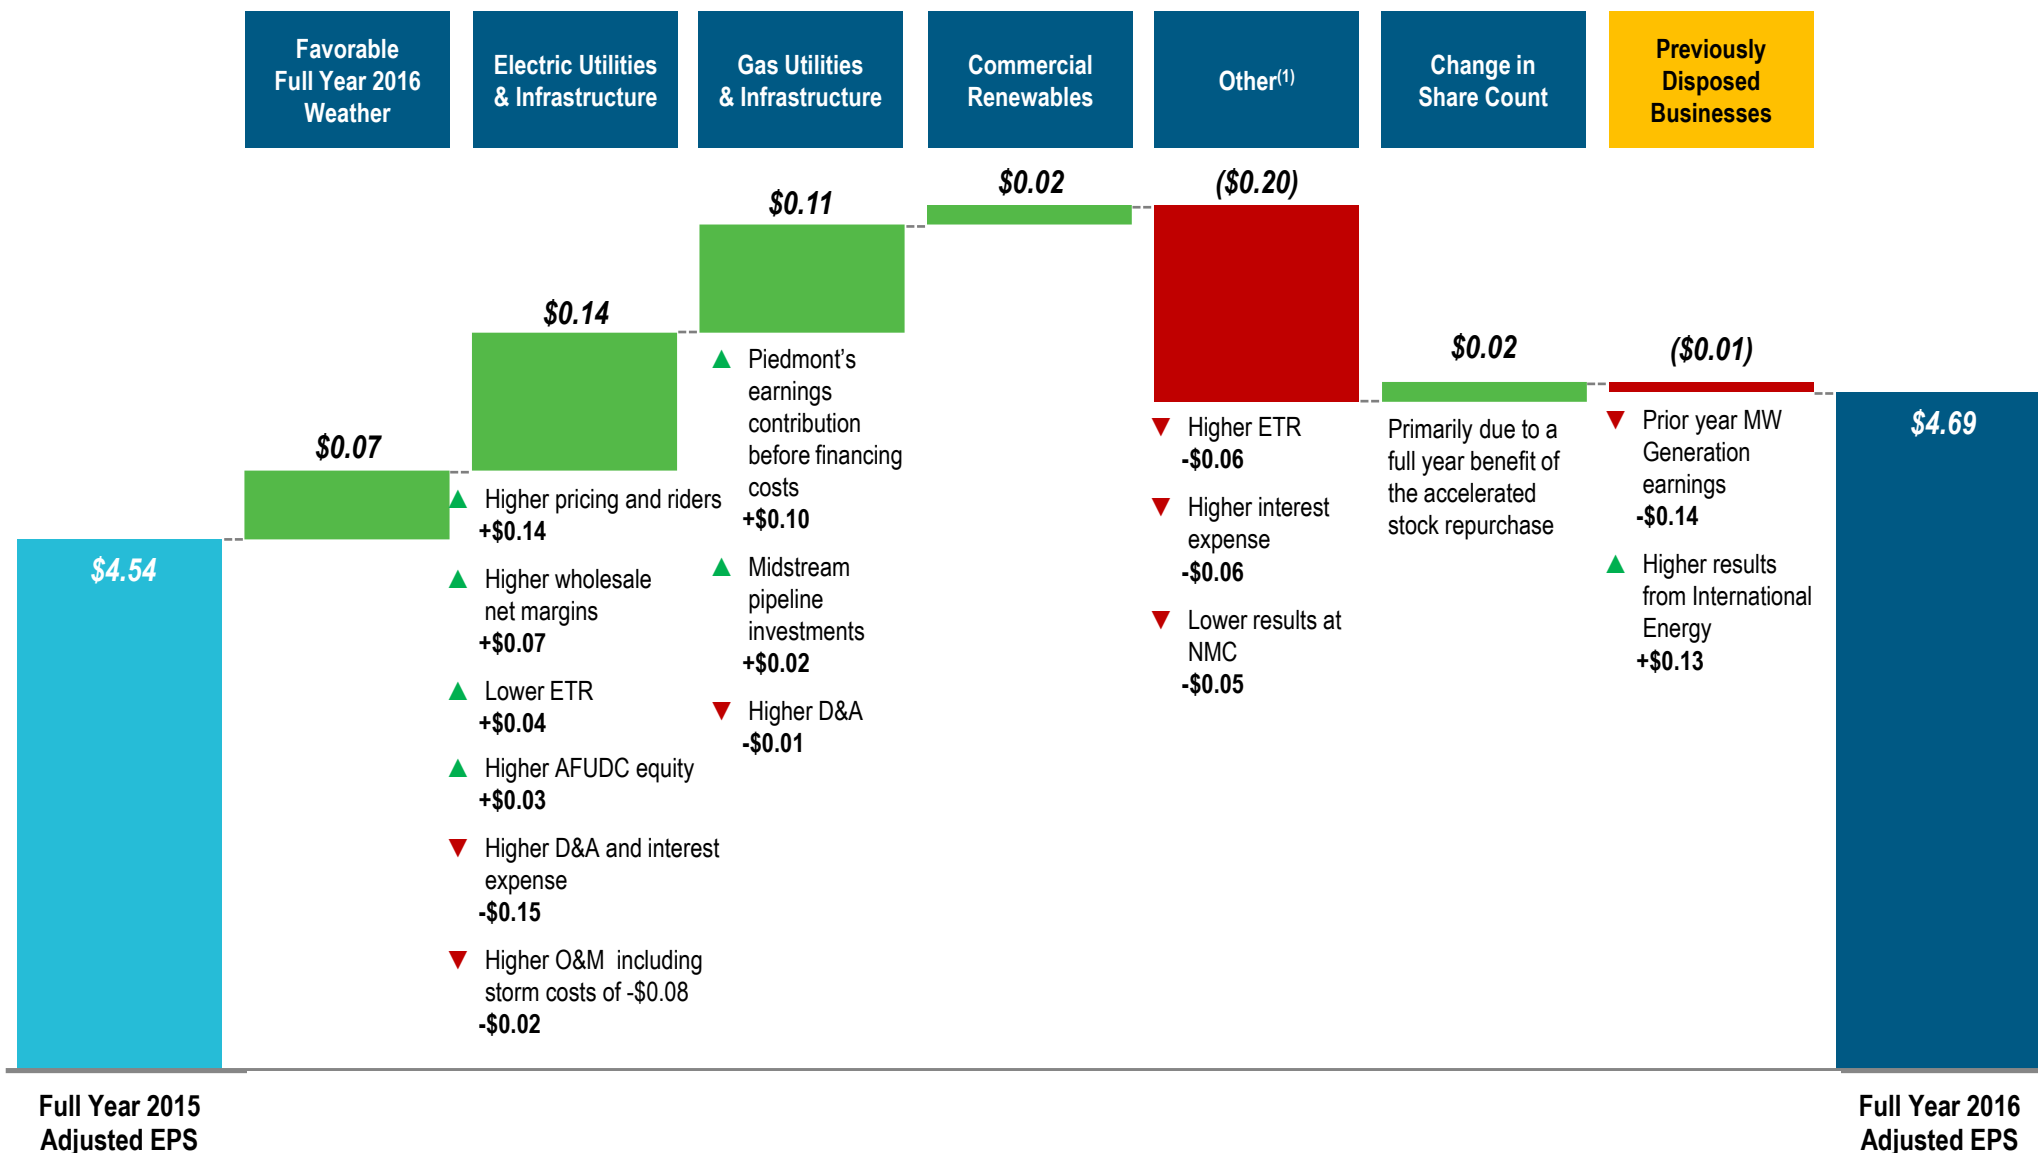 Favorable
Full Year 2016
Weather
Electric Utilities
& Infrastructure
Gas Utilities
& Infrastructure
Commercial
Renewables
Other(1)
Change in
Share Count
Previously
Disposed
Businesses
$4.54
$0.07
$0.14
▲ Higher pricing and riders
+$0.14
▲ Higher wholesale
net margins
+$0.07
▲ Lower ETR
+$0.04
▲ Higher AFUDC equity
+$0.03
▼ Higher D&A and interest
expense
-$0.15
▼ Higher O&M including
storm costs of -$0.08
-$0.02
$0.11
▲ Piedmont’s
earnings
contribution
before financing
costs
+$0.10
▲ Midstream
pipeline
investments
+$0.02
▼ Higher D&A
-$0.01
$0.02
($0.20)
▼ Higher ETR
-$0.06
▼ Higher interest
expense
-$0.06
▼ Lower results at
NMC
-$0.05
$0.02
Primarily due to a
full year benefit of
the accelerated
stock repurchase
($0.01)
▼ Prior year MW
Generation
earnings
-$0.14
▲ Higher results
from International
Energy
+$0.13
$4.69
Full Year 2015
Adjusted EPS
Full Year 2016
Adjusted EPS